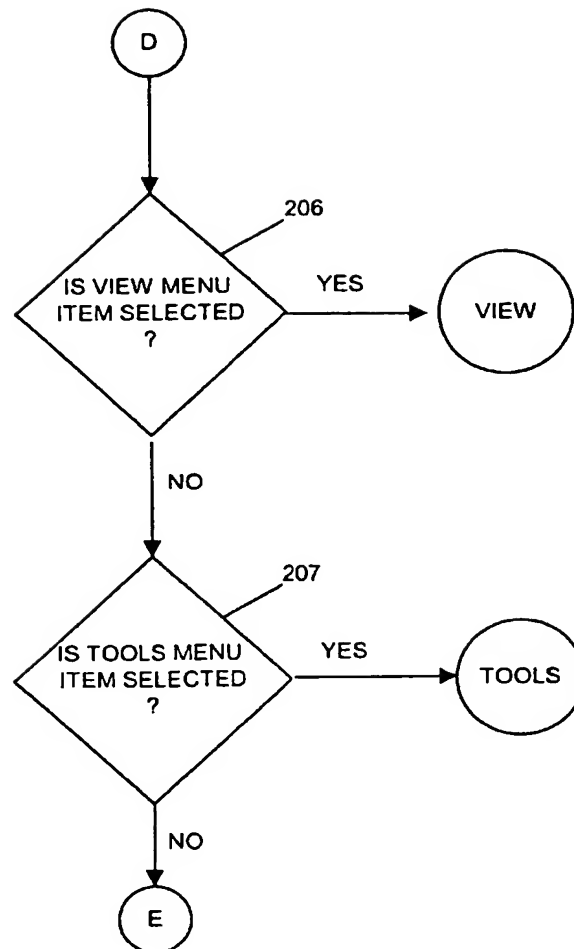 D
206
IS VIEW MENU
ITEM SELECTED
?
YES
VIEW
NO
207
IS TOOLS MENU
ITEM SELECTED
?
YES
TOOLS
NO
E